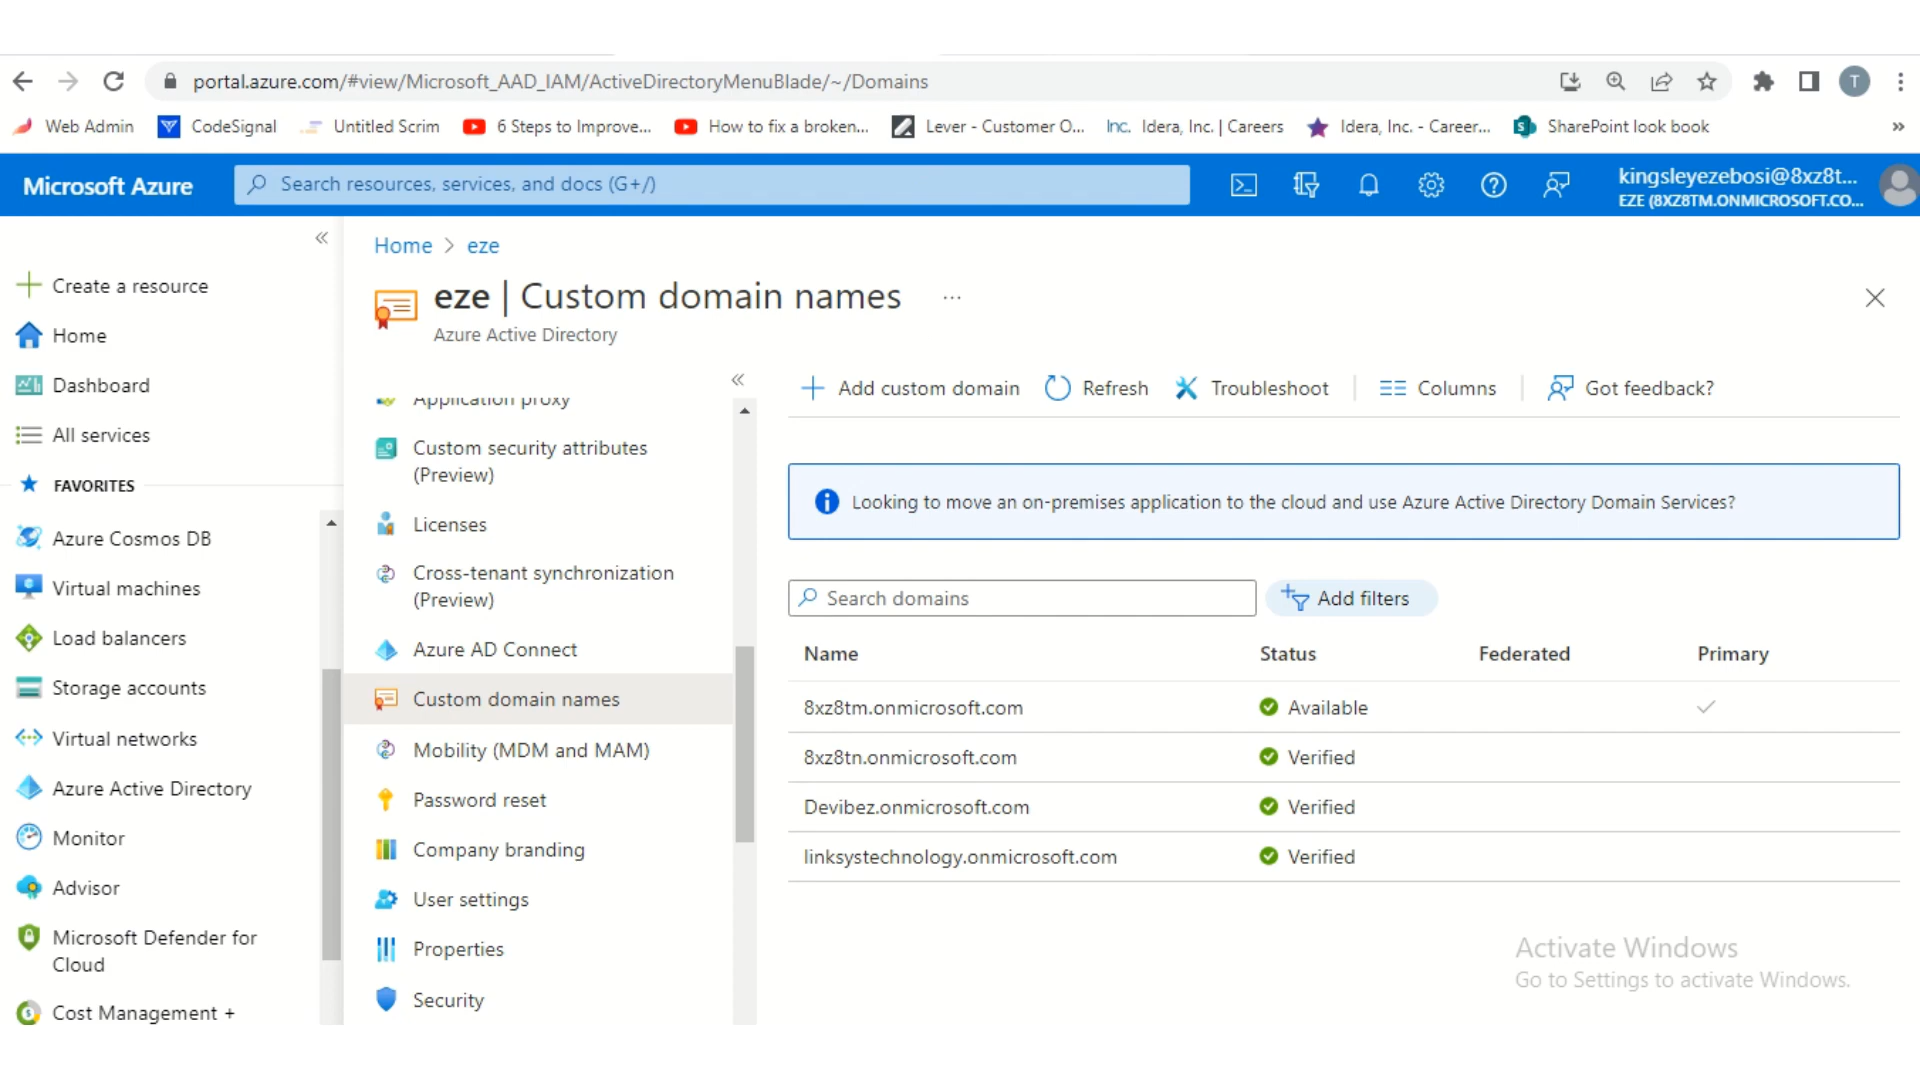 portal.azure.com/#view/Microsoft_AAD_IAM/ActiveDirectoryMenuBlade/~/Domains
T
Web Admin
CodeSignal
Untitled Scrim
6 Steps to Improve...
How to fix a broken...
Lever - Customer O...
Inc. Idera, Inc. | Careers
Idera, Inc. - Career...
SharePoint look book
Microsoft Azure
Search resources, services, and docs (G+/)
kingsleyezebosi@8xz8t...
EZE (8XZ8TM.ONMICROSOFT.CO...
Home > eze
eze | Custom domain names
Azure Active Directory
Create a resource
Home
Dashboard
All services
FAVORITES
Azure Cosmos DB
Virtual machines
Load balancers
Storage accounts
Virtual networks
Azure Active Directory
Monitor
Advisor
Microsoft Defender for
Cloud
Cost Management +
Application proxy
Custom security attributes
(Preview)
Licenses
Cross-tenant synchronization
(Preview)
Azure AD Connect
Custom domain names
Mobility (MDM and MAM)
Password reset
Company branding
User settings
Properties
Security
Add custom domain
Refresh
Troubleshoot
Columns
Got feedback?
Looking to move an on-premises application to the cloud and use Azure Active Directory Domain Services?
Search domains
Add filters
Name Status Federated Primary
8xz8tm.onmicrosoft.com Available
8xz8tn.onmicrosoft.com Verified
Devibez.onmicrosoft.com Verified
linksystechnology.onmicrosoft.com Verified
Activate Windows
Go to Settings to activate Windows.